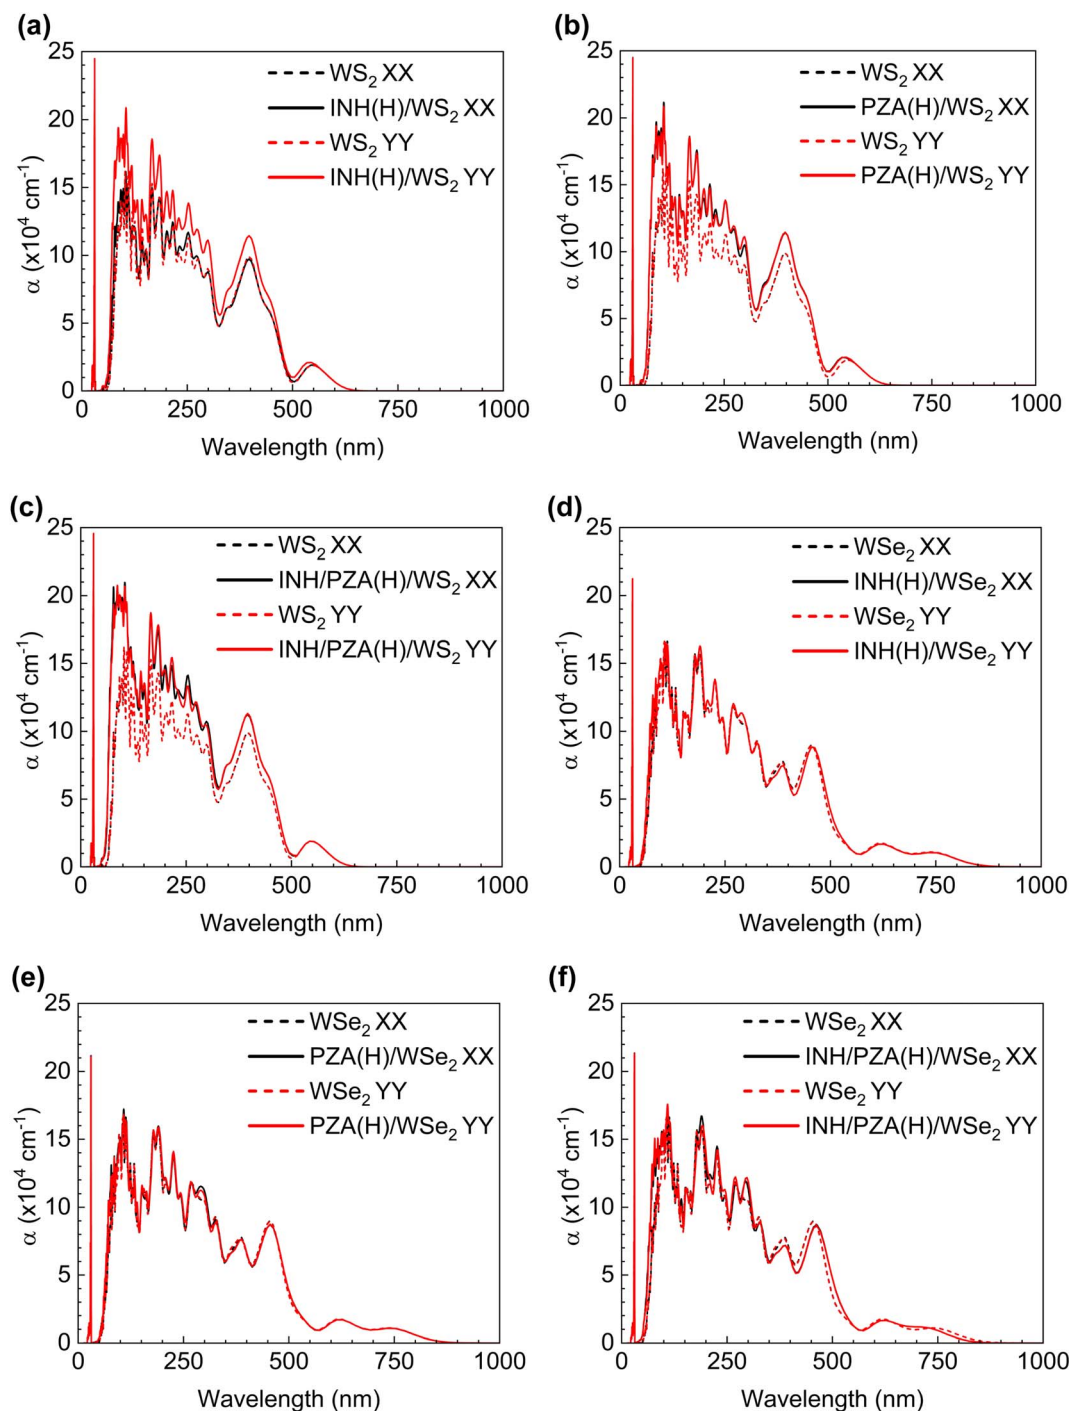 (a)
25
20
15
10
5
0
α (x10⁴ cm⁻¹)
WS₂ XX
INH(H)/WS₂ XX
WS₂ YY
INH(H)/WS₂ YY
0 250 500 750 1000
Wavelength (nm)
(b)
25
20
15
10
5
0
α (x10⁴ cm⁻¹)
WS₂ XX
PZA(H)/WS₂ XX
WS₂ YY
PZA(H)/WS₂ YY
0 250 500 750 1000
Wavelength (nm)
(c)
25
20
15
10
5
0
α (x10⁴ cm⁻¹)
WS₂ XX
INH/PZA(H)/WS₂ XX
WS₂ YY
INH/PZA(H)/WS₂ YY
0 250 500 750 1000
Wavelength (nm)
(d)
25
20
15
10
5
0
α (x10⁴ cm⁻¹)
WSe₂ XX
INH(H)/WSe₂ XX
WSe₂ YY
INH(H)/WSe₂ YY
0 250 500 750 1000
Wavelength (nm)
(e)
25
20
15
10
5
0
α (x10⁴ cm⁻¹)
WSe₂ XX
PZA(H)/WSe₂ XX
WSe₂ YY
PZA(H)/WSe₂ YY
0 250 500 750 1000
Wavelength (nm)
(f)
25
20
15
10
5
0
α (x10⁴ cm⁻¹)
WSe₂ XX
INH/PZA(H)/WSe₂ XX
WSe₂ YY
INH/PZA(H)/WSe₂ YY
0 250 500 750 1000
Wavelength (nm)